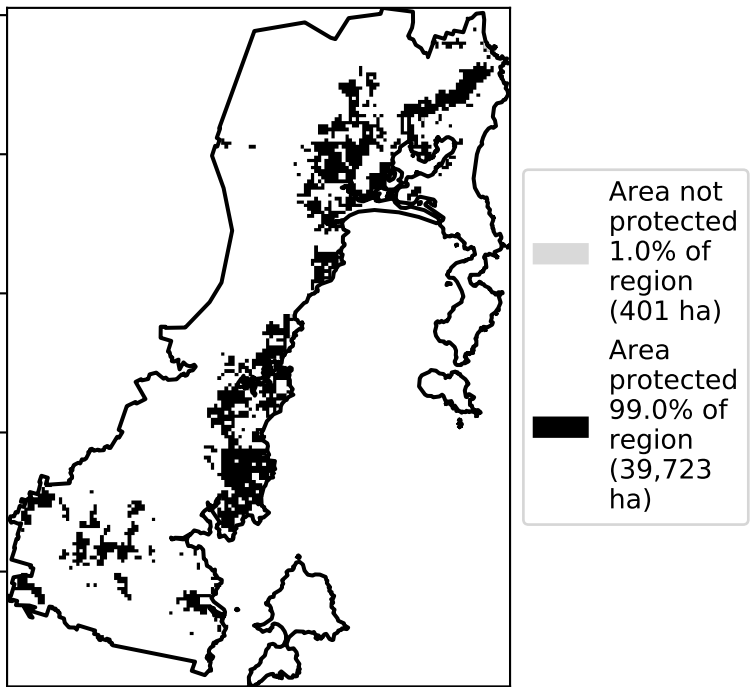 Area not
protected
1.0% of
region
(401 ha)
Area
protected
99.0% of
region
(39,723
ha)